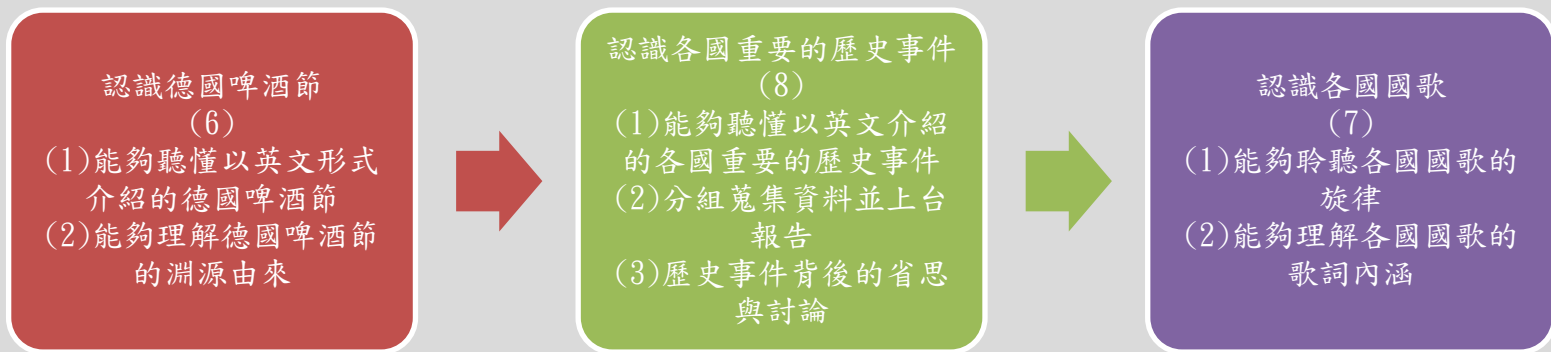 認識德國啤酒節
(6)
(1)能夠聽懂以英文形式
介紹的德國啤酒節
(2)能夠理解德國啤酒節
的淵源由來
認識各國重要的歷史事件
(8)
(1)能夠聽懂以英文介紹
的各國重要的歷史事件
(2)分組蒐集資料並上台
報告
(3)歷史事件背後的省思
與討論
認識各國國歌
(7)
(1)能夠聆聽各國國歌的
旋律
(2)能夠理解各國國歌的
歌詞內涵